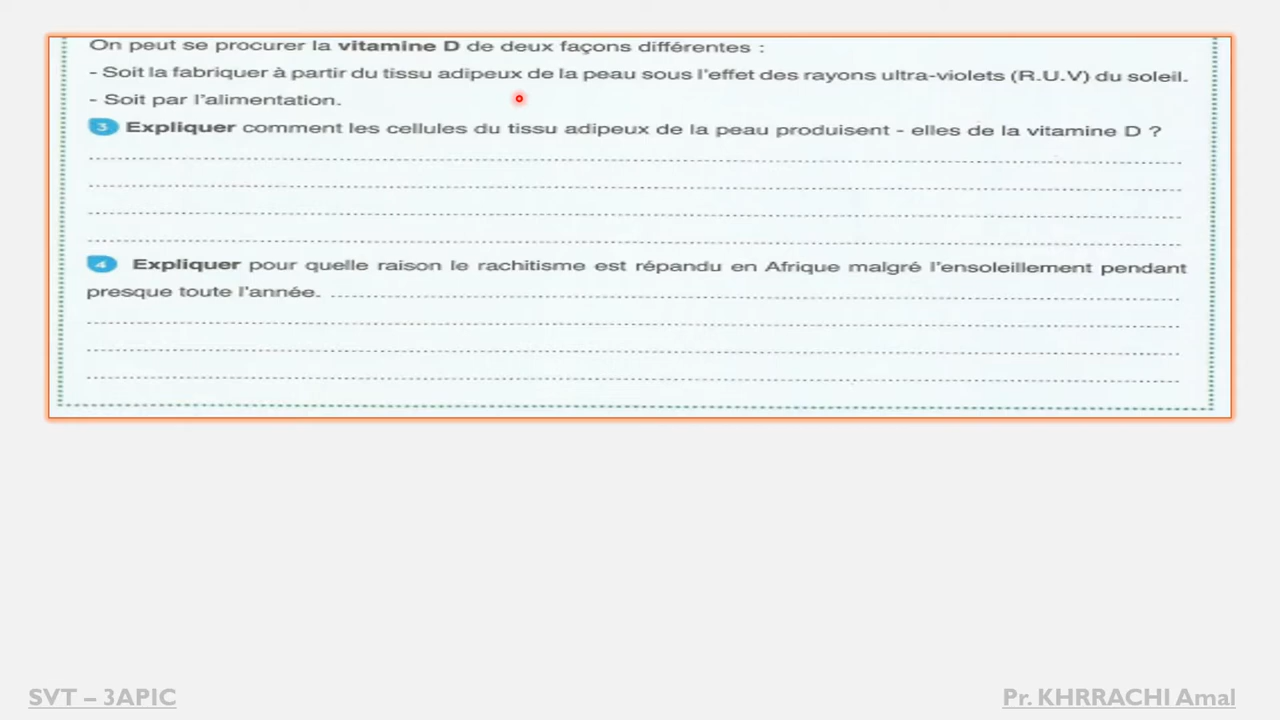 On peut se procurer la vitamine D de deux façons différentes :
- Soit la fabriquer à partir du tissu adipeux de la peau sous l'effet des rayons ultra-violets (R.U.V) du soleil.
- Soit par l'alimentation.
3 Expliquer comment les cellules du tissu adipeux de la peau produisent - elles de la vitamine D ?
4 Expliquer pour quelle raison le rachitisme est répandu en Afrique malgré l'ensoleillement pendant
presque toute l'année.
SVT – 3APIC
Pr. KHRRACHI Amal